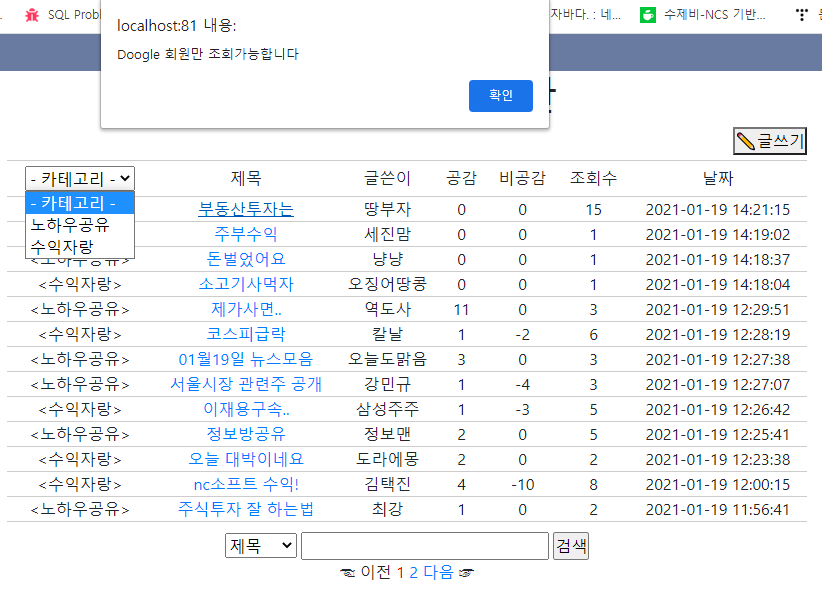 SQL Probl
localhost:81 내용:
자바다. : 네...
수제비-NCS 기반...
Doogle 회원만 조회가능합니다
확인
글쓰기
- 카테고리 - 제목 글쓴이 공감 비공감 조회수 날짜
- 카테고리 - 부동산투자는 땅부자 0 0 15 2021-01-19 14:21:15
노하우공유 주부수익 세진맘 0 0 1 2021-01-19 14:19:02
수익자랑
<노하우공유> 돈벌었어요 냥냥 0 0 1 2021-01-19 14:18:37
<수익자랑> 소고기사먹자 오징어땅콩 0 0 1 2021-01-19 14:18:04
<노하우공유> 제가사면.. 역도사 11 0 3 2021-01-19 12:29:51
<수익자랑> 코스피급락 칼날 1 -2 6 2021-01-19 12:28:19
<노하우공유> 01월19일 뉴스모음 오늘도맑음 3 0 3 2021-01-19 12:27:38
<노하우공유> 서울시장 관련주 공개 강민규 1 -4 3 2021-01-19 12:27:07
<수익자랑> 이재용구속.. 삼성주주 1 -3 5 2021-01-19 12:26:42
<노하우공유> 정보방공유 정보맨 2 0 5 2021-01-19 12:25:41
<수익자랑> 오늘 대박이네요 도라에몽 2 0 2 2021-01-19 12:23:38
<수익자랑> nc소프트 수익! 김택진 4 -10 8 2021-01-19 12:00:15
<노하우공유> 주식투자 잘 하는법 최강 1 0 2 2021-01-19 11:56:41
제목 검색
☜ 이전 1 2 다음 ☞